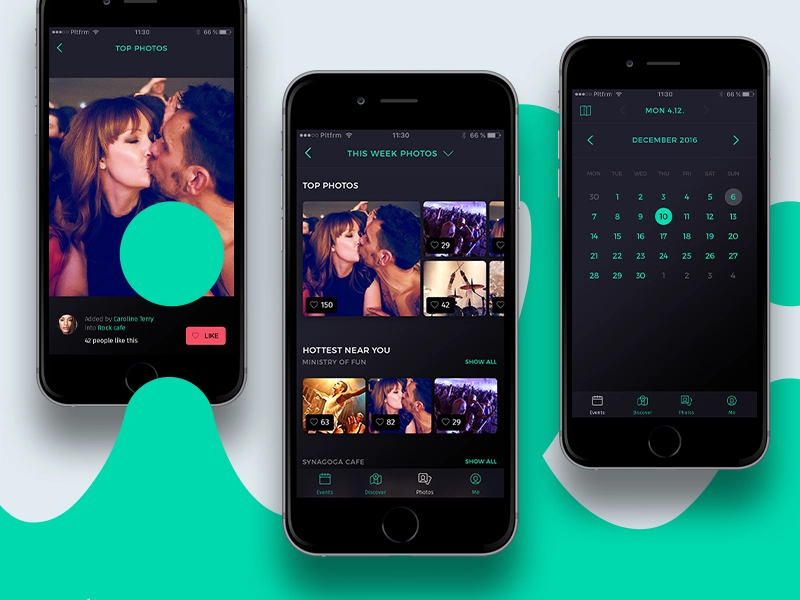 Pltfrm 11:30 66 %
TOP PHOTOS
Added by Caroline Terry
into Rock cafe
42 people like this
LIKE
Pltfrm 11:30 66 %
THIS WEEK PHOTOS
TOP PHOTOS
29
150
42
HOTTEST NEAR YOU
MINISTRY OF FUN SHOW ALL
63 82 29
SYNAGOGA CAFE SHOW ALL
Events Discover Photos Me
Pltfrm 11:30 66 %
MON 4.12.
DECEMBER 2016
MON TUE WED THU FRI SAT SUN
30 1 2 3 4 5 6
7 8 9 10 11 12 13
14 15 16 17 18 19 20
21 22 23 24 25 26 27
28 29 30 1 2 3 4
Events Discover Photos Me